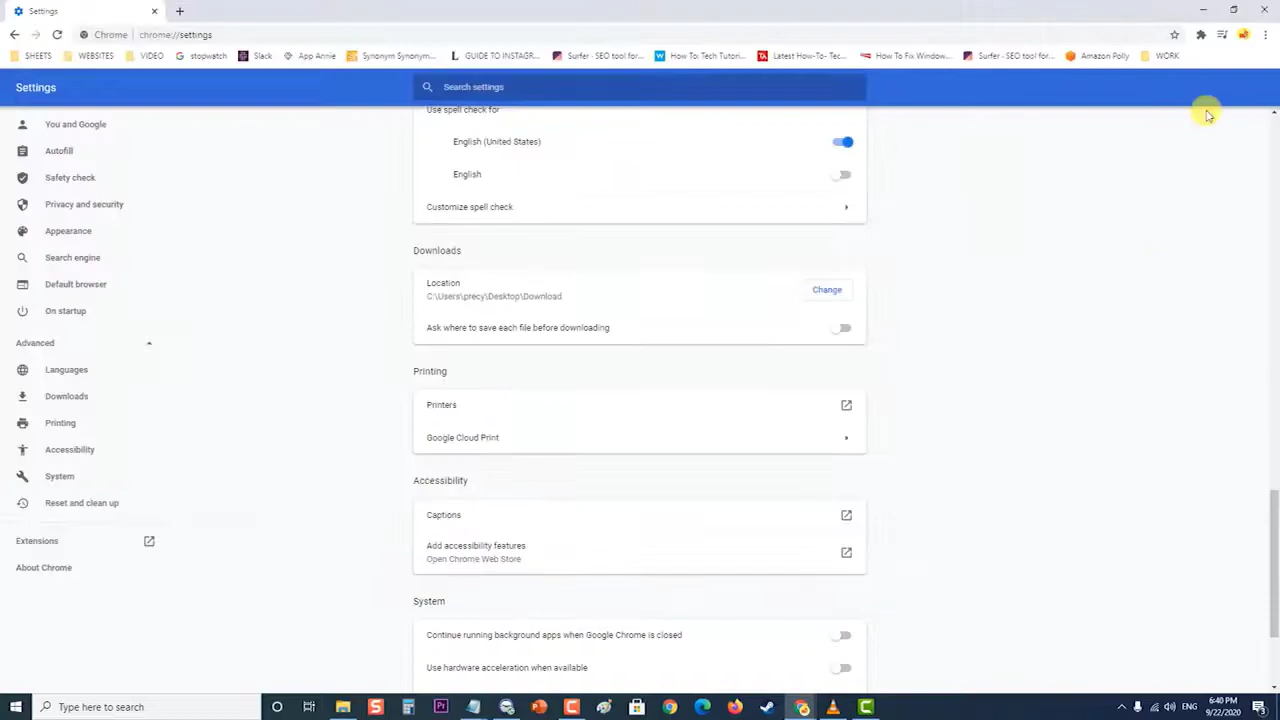 Settings
Chrome
chrome://settings
SHEETS
WEBSITES
VIDEO
stopwatch
Slack
App Annie
Synonym Synonym...
GUIDE TO INSTAGR...
Surfer - SEO tool for...
How To: Tech Tutori...
Latest How-To- Tec...
How To Fix Window...
Surfer - SEO tool for...
Amazon Polly
WORK
Settings
Search settings
You and Google
Autofill
Safety check
Privacy and security
Appearance
Search engine
Default browser
On startup
Advanced
Languages
Downloads
Printing
Accessibility
System
Reset and clean up
Extensions
About Chrome
Use spell check for
English (United States)
English
Customize spell check
Downloads
Location
C:\Users\precy\Desktop\Download
Change
Ask where to save each file before downloading
Printing
Printers
Google Cloud Print
Accessibility
Captions
Add accessibility features
Open Chrome Web Store
System
Continue running background apps when Google Chrome is closed
Use hardware acceleration when available
Type here to search
ENG
6:40 PM
9/22/2020